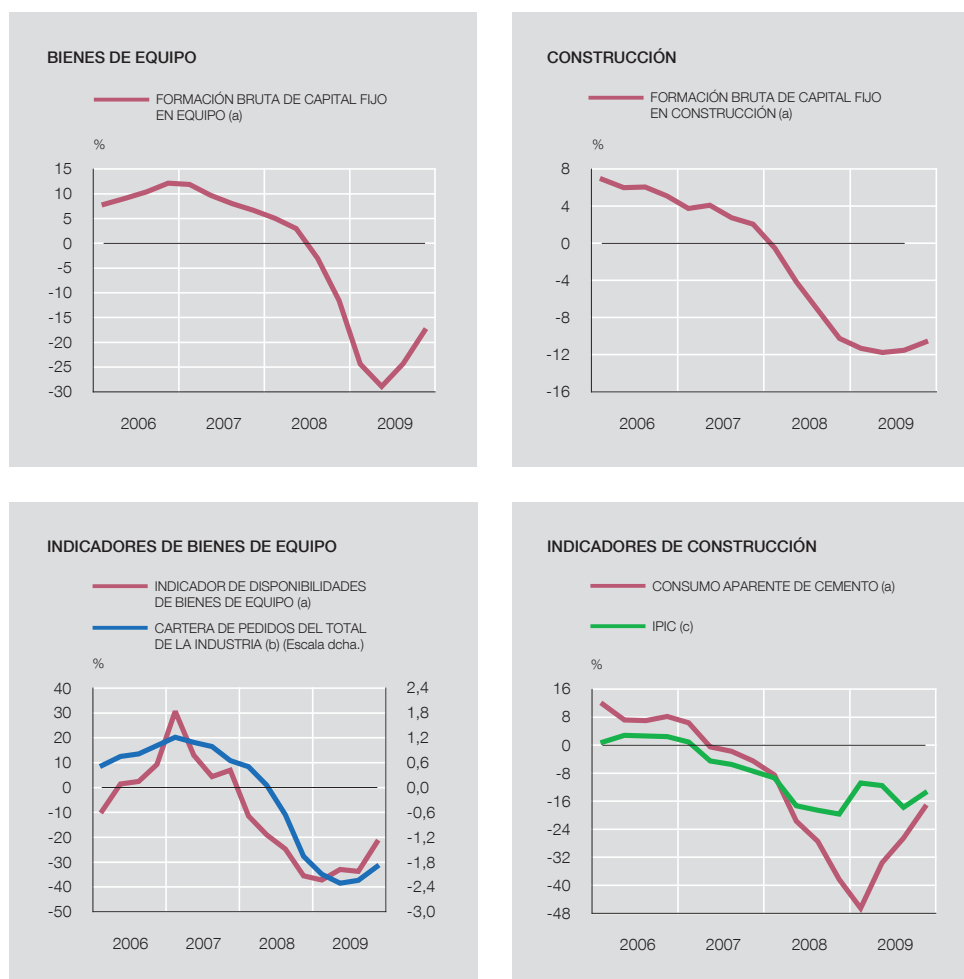 BIENES DE EQUIPO
FORMACIÓN BRUTA DE CAPITAL FIJO
EN EQUIPO (a)
%
15
10
5
0
-5
-10
-15
-20
-25
-30
2006 2007 2008 2009
CONSTRUCCIÓN
FORMACIÓN BRUTA DE CAPITAL FIJO
EN CONSTRUCCIÓN (a)
%
8
4
0
-4
-8
-12
-16
2006 2007 2008 2009
INDICADORES DE BIENES DE EQUIPO
INDICADOR DE DISPONIBILIDADES
DE BIENES DE EQUIPO (a)
CARTERA DE PEDIDOS DEL TOTAL
DE LA INDUSTRIA (b) (Escala dcha.)
%
40 2,4
30 1,8
20 1,2
10 0,6
0 0,0
-10 -0,6
-20 -1,2
-30 -1,8
-40 -2,4
-50 -3,0
2006 2007 2008 2009
INDICADORES DE CONSTRUCCIÓN
CONSUMO APARENTE DE CEMENTO (a)
IPIC (c)
%
16
8
0
-8
-16
-24
-32
-40
-48
2006 2007 2008 2009